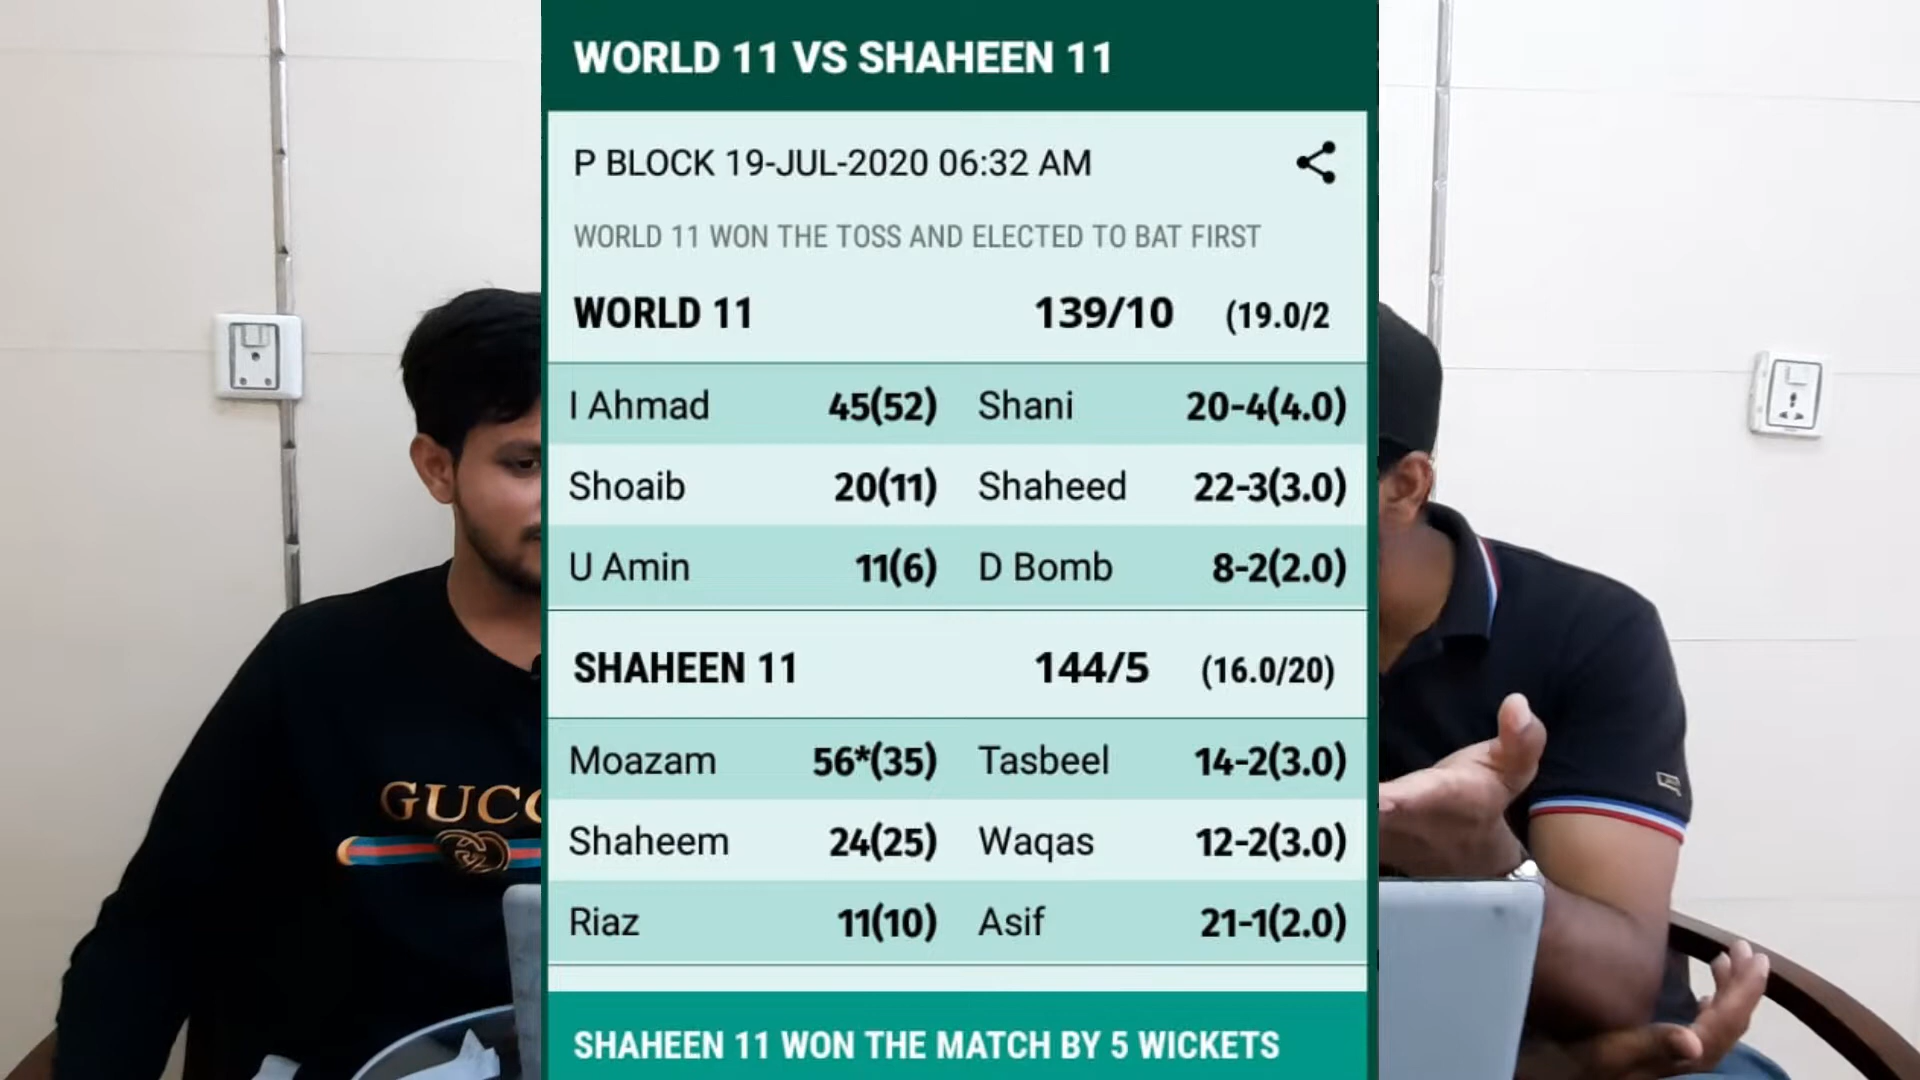 WORLD 11 VS SHAHEEN 11
P BLOCK 19-JUL-2020 06:32 AM
WORLD 11 WON THE TOSS AND ELECTED TO BAT FIRST
WORLD 11 139/10 (19.0/2
I Ahmad 45(52) Shani 20-4(4.0)
Shoaib 20(11) Shaheed 22-3(3.0)
U Amin 11(6) D Bomb 8-2(2.0)
SHAHEEN 11 144/5 (16.0/20)
Moazam 56*(35) Tasbeel 14-2(3.0)
Shaheem 24(25) Waqas 12-2(3.0)
Riaz 11(10) Asif 21-1(2.0)
SHAHEEN 11 WON THE MATCH BY 5 WICKETS
GUCC